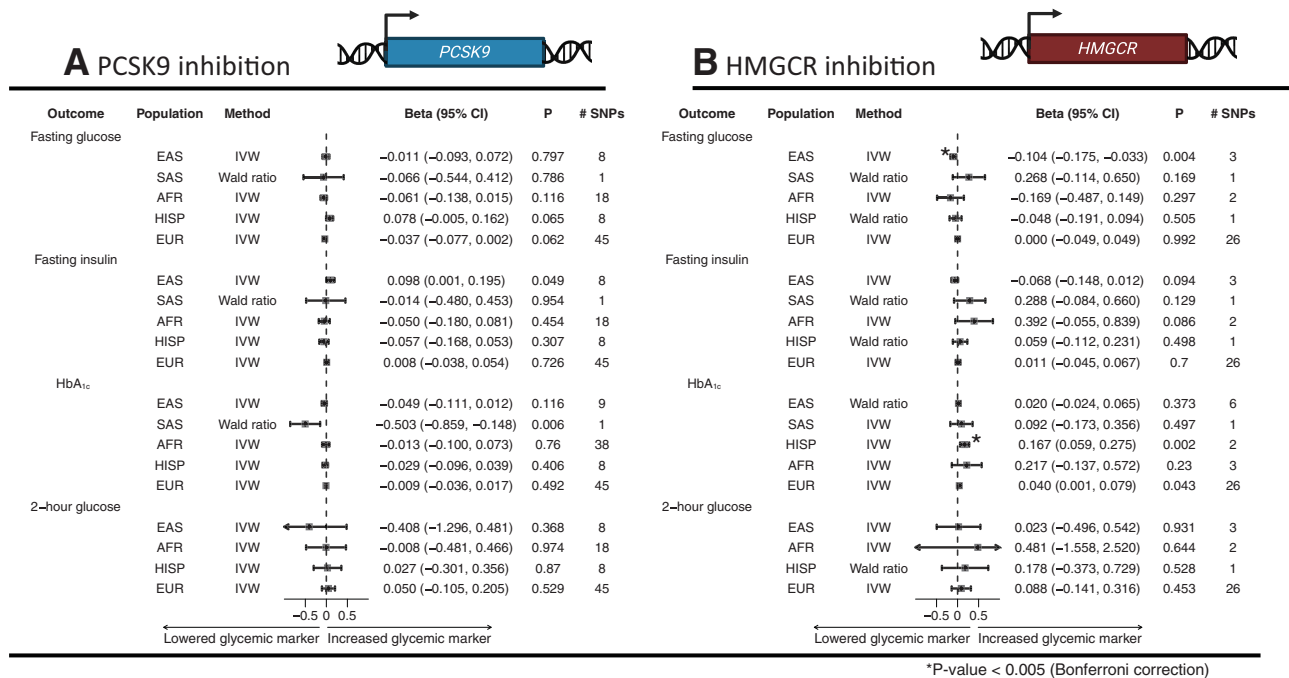 PCSK9
A PCSK9 inhibition
Outcome Population Method Beta (95% CI) P # SNPs
Fasting glucose
EAS IVW −0.011 (−0.093, 0.072) 0.797 8
SAS Wald ratio −0.066 (−0.544, 0.412) 0.786 1
AFR IVW −0.061 (−0.138, 0.015) 0.116 18
HISP IVW 0.078 (−0.005, 0.162) 0.065 8
EUR IVW −0.037 (−0.077, 0.002) 0.062 45
Fasting insulin
EAS IVW 0.098 (0.001, 0.195) 0.049 8
SAS Wald ratio −0.014 (−0.480, 0.453) 0.954 1
AFR IVW −0.050 (−0.180, 0.081) 0.454 18
HISP IVW −0.057 (−0.168, 0.053) 0.307 8
EUR IVW 0.008 (−0.038, 0.054) 0.726 45
HbA1c
EAS IVW −0.049 (−0.111, 0.012) 0.116 9
SAS Wald ratio −0.503 (−0.859, −0.148) 0.006 1
AFR IVW −0.013 (−0.100, 0.073) 0.76 38
HISP IVW −0.029 (−0.096, 0.039) 0.406 8
EUR IVW −0.009 (−0.036, 0.017) 0.492 45
2−hour glucose
EAS IVW −0.408 (−1.296, 0.481) 0.368 8
AFR IVW −0.008 (−0.481, 0.466) 0.974 18
HISP IVW 0.027 (−0.301, 0.356) 0.87 8
EUR IVW 0.050 (−0.105, 0.205) 0.529 45
−0.5 0 0.5
Lowered glycemic marker Increased glycemic marker
HMGCR
B HMGCR inhibition
Outcome Population Method Beta (95% CI) P # SNPs
Fasting glucose
EAS IVW * −0.104 (−0.175, −0.033) 0.004 3
SAS Wald ratio 0.268 (−0.114, 0.650) 0.169 1
AFR IVW −0.169 (−0.487, 0.149) 0.297 2
HISP Wald ratio −0.048 (−0.191, 0.094) 0.505 1
EUR IVW 0.000 (−0.049, 0.049) 0.992 26
Fasting insulin
EAS IVW −0.068 (−0.148, 0.012) 0.094 3
SAS Wald ratio 0.288 (−0.084, 0.660) 0.129 1
AFR IVW 0.392 (−0.055, 0.839) 0.086 2
HISP Wald ratio 0.059 (−0.112, 0.231) 0.498 1
EUR IVW 0.011 (−0.045, 0.067) 0.7 26
HbA1c
EAS Wald ratio 0.020 (−0.024, 0.065) 0.373 6
SAS IVW 0.092 (−0.173, 0.356) 0.497 1
HISP IVW * 0.167 (0.059, 0.275) 0.002 2
AFR IVW 0.217 (−0.137, 0.572) 0.23 3
EUR IVW 0.040 (0.001, 0.079) 0.043 26
2−hour glucose
EAS IVW 0.023 (−0.496, 0.542) 0.931 3
AFR IVW 0.481 (−1.558, 2.520) 0.644 2
HISP Wald ratio 0.178 (−0.373, 0.729) 0.528 1
EUR IVW 0.088 (−0.141, 0.316) 0.453 26
−0.5 0 0.5
Lowered glycemic marker Increased glycemic marker
*P-value < 0.005 (Bonferroni correction)